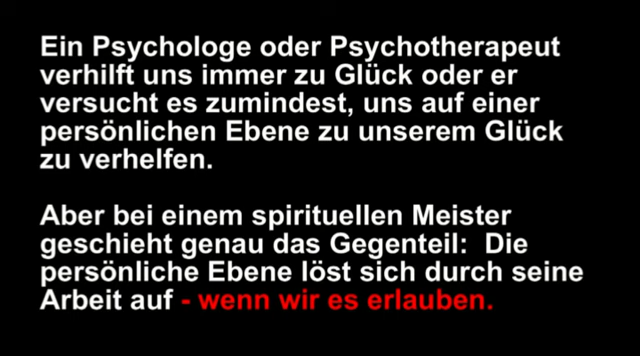 Ein Psychologe oder Psychotherapeut
verhilft uns immer zu Glück oder er
versucht es zumindest, uns auf einer
persönlichen Ebene zu unserem Glück
zu verhelfen.
Aber bei einem spirituellen Meister
geschieht genau das Gegenteil:  Die
persönliche Ebene löst sich durch seine
Arbeit auf - wenn wir es erlauben.